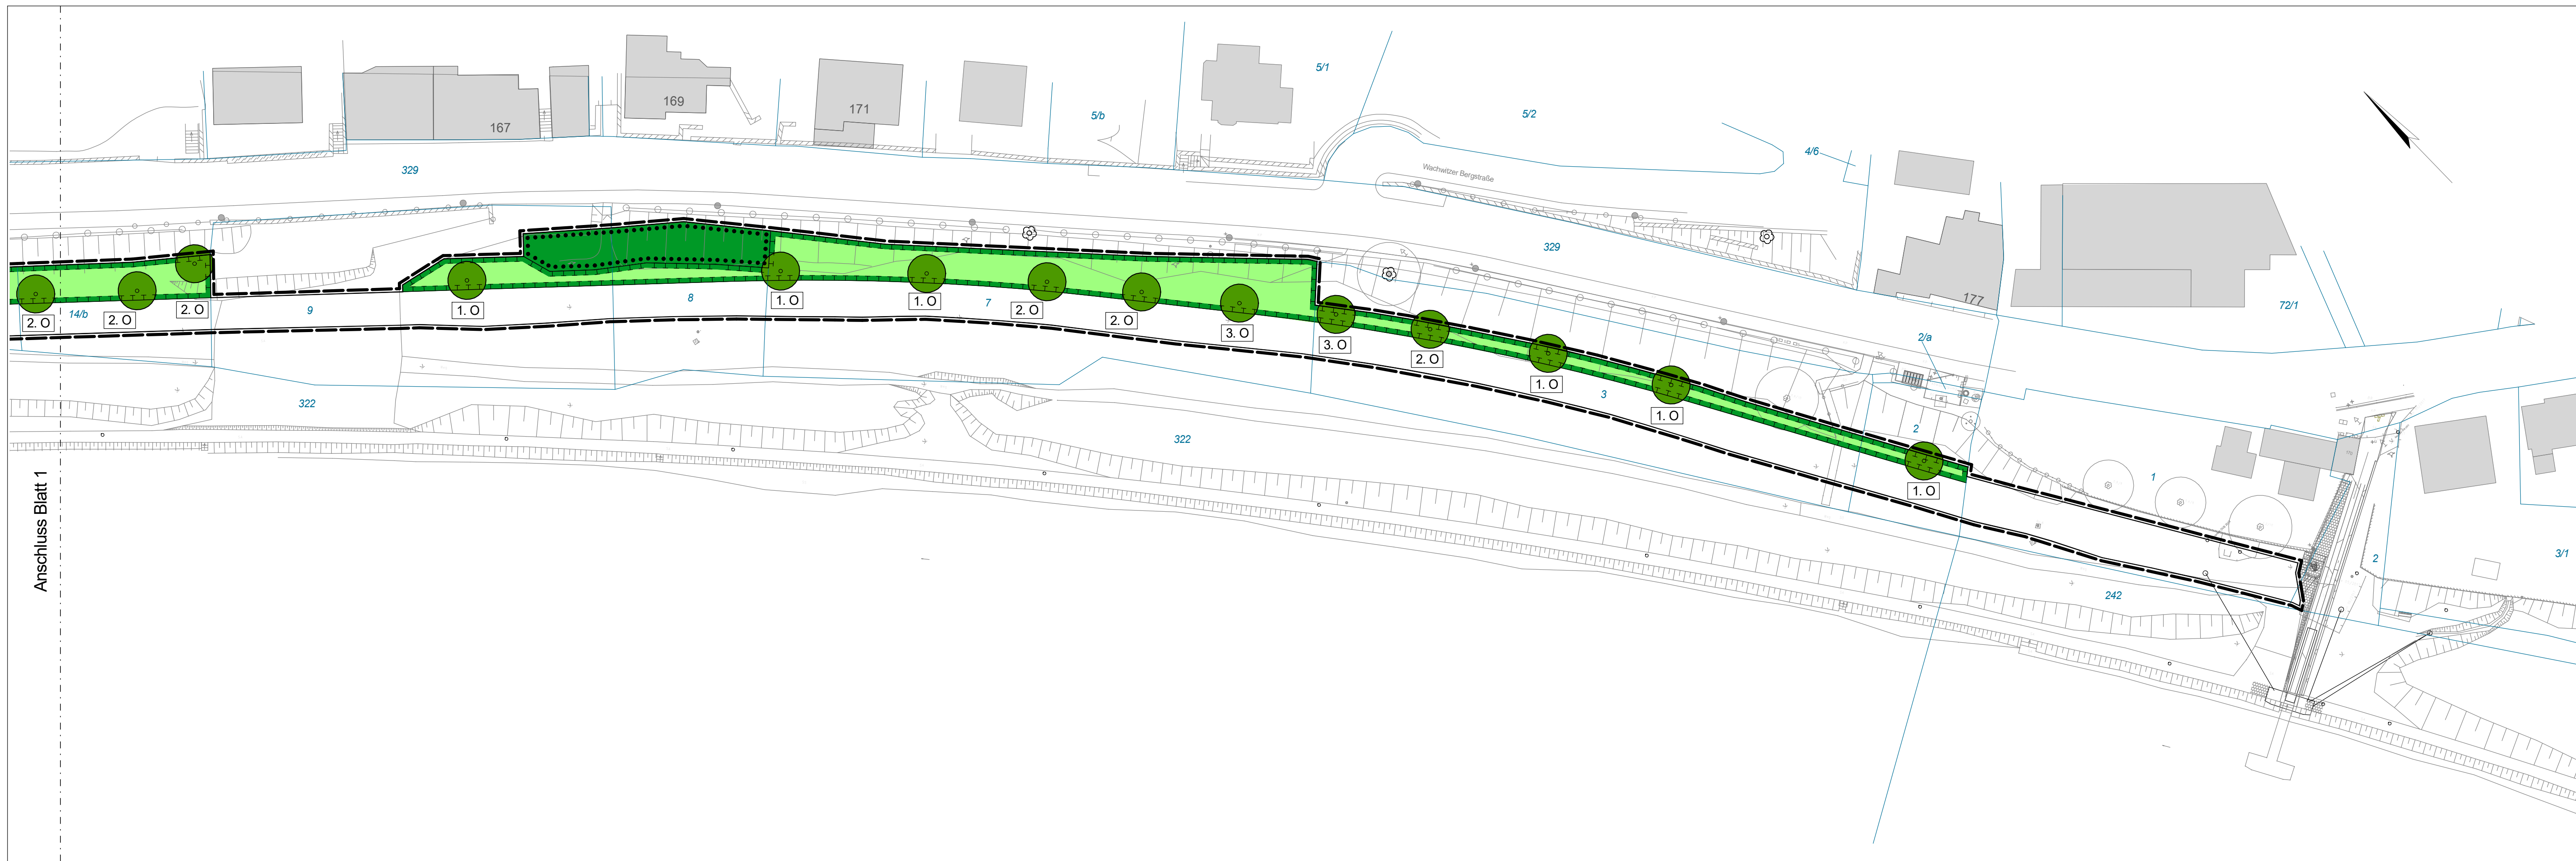 5/1
169
171
5/b
167
5/2
4/6
329
Wachwitzer Bergstraße
329
177
72/1
2/a
14/b
9
8
7
3
2
1
2. O
2. O
2. O
1. O
1. O
1. O
2. O
2. O
3. O
3. O
2. O
1. O
1. O
1. O
322
322
242
2
3/1
Anschluss Blatt 1